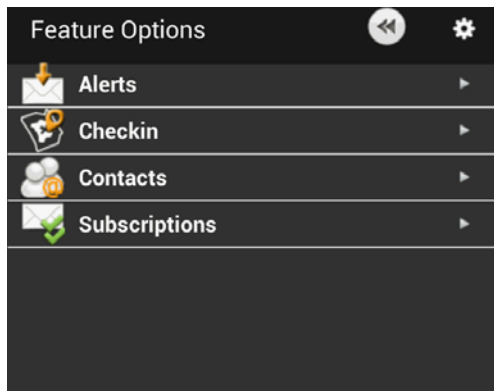 Feature Options
Alerts
Checkin
Contacts
Subscriptions